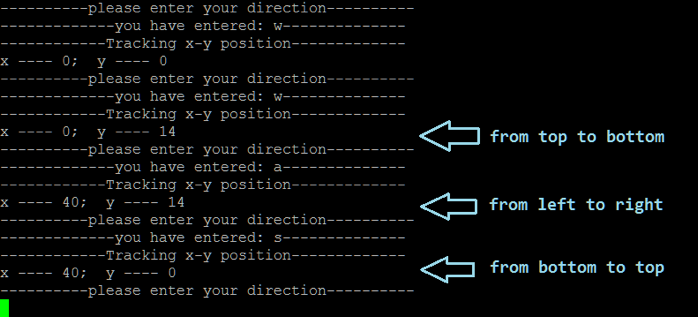 ----------please enter your direction----------
-------------you have entered: w--------------
------------Tracking x-y position-------------
x ---- 0;  y ---- 0
----------please enter your direction----------
-------------you have entered: w--------------
------------Tracking x-y position-------------
x ---- 0;  y ---- 14
from top to bottom
----------please enter your direction----------
-------------you have entered: a--------------
------------Tracking x-y position-------------
x ---- 40;  y ---- 14
from left to right
----------please enter your direction----------
-------------you have entered: s--------------
------------Tracking x-y position-------------
x ---- 40;  y ---- 0
from bottom to top
----------please enter your direction----------